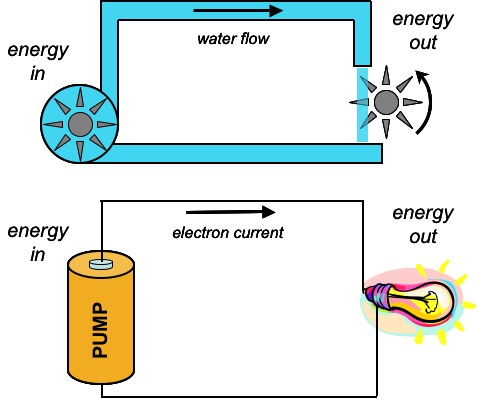 water flow
energy
in
energy
out
electron current
energy
in
energy
out
PUMP